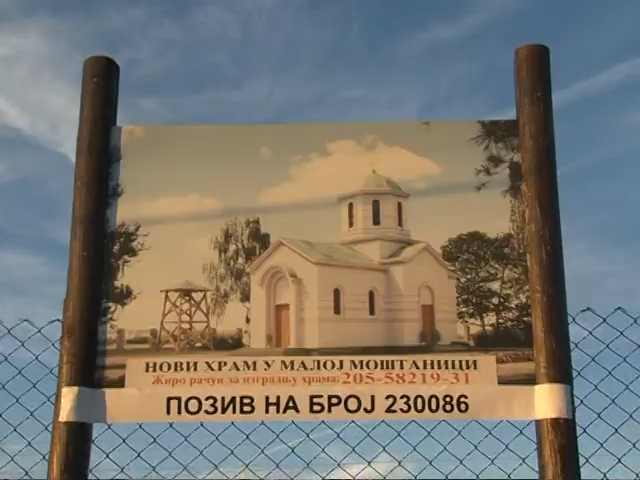 НОВИ ХРАМ У МАЛОЈ МОШТАНИЦИ
Жиро рачун за изградњу храма: 205-58219-31
ПОЗИВ НА БРОЈ 230086